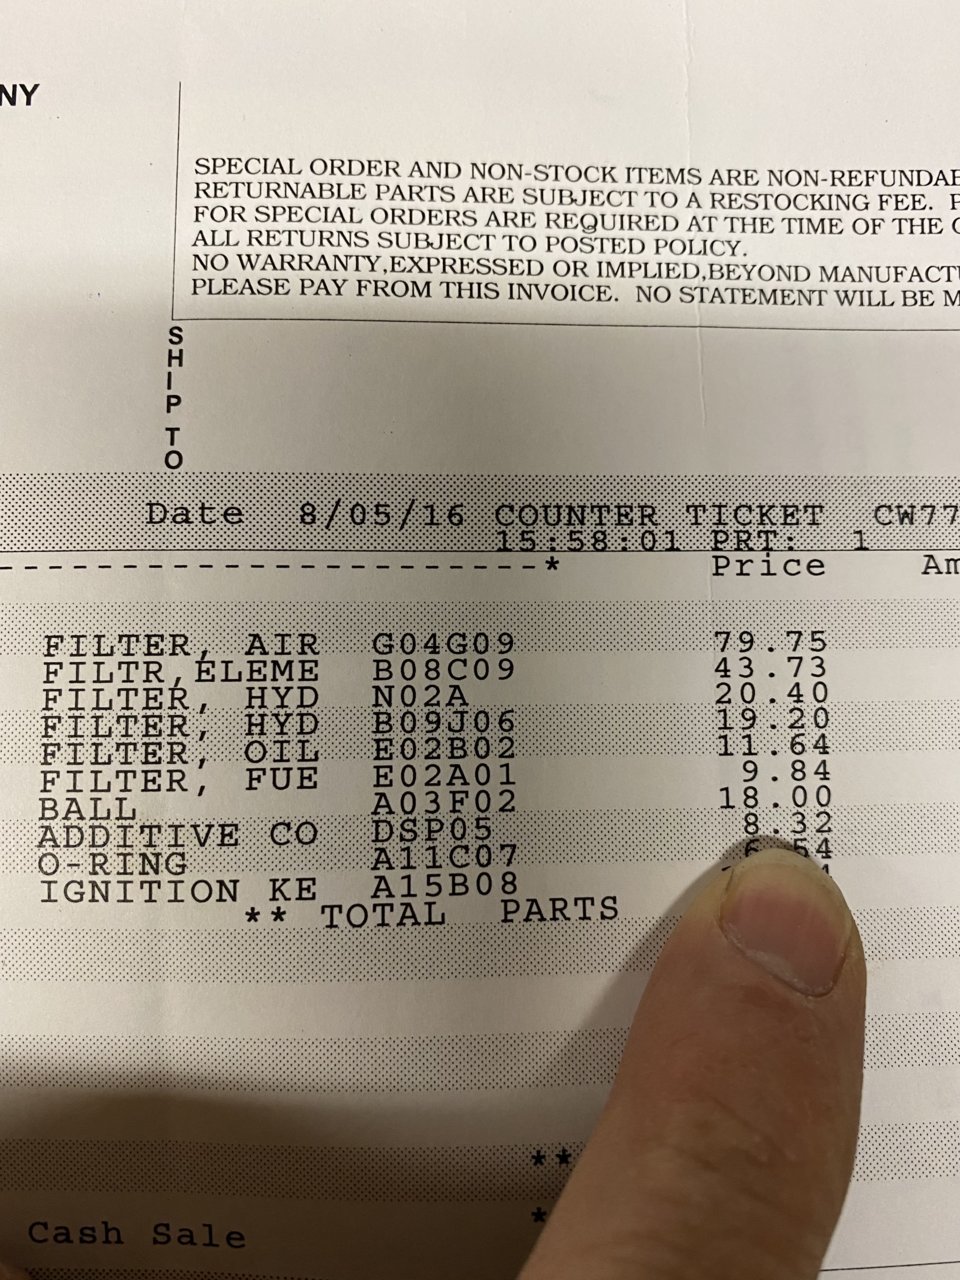 NY
SPECIAL ORDER AND NON-STOCK ITEMS ARE
RETURNABLE PARTS ARE SUBJECT TO A RESTOCKING FEE.
FOR SPECIAL ORDERS ARE REQUIRED AT THE TIME OF THE
ALL RETURNS SUBJECT TO POSTED POLICY.
NO WARRANTY,EXPRESSED OR IMPLIED,BEYOND
PLEASE PAY FROM THIS INVOICE. NO STATEMENT WILL BE
SHIP TO
Date 8/05/16 COUNTER TICKET CW77
15:58:01 PRT: 1
---------------------* Price Am
FILTER, AIR G04G09 79.75
FILTR,ELEME B08C09 43.73
FILTER, HYD N02A 20.40
FILTER, HYD B09J06 19.20
FILTER, OIL E02B02 11.64
FILTER, FUE E02A01 9.84
BALL A03F02 18.00
ADDITIVE CO DSP05 8.32
O-RING A11C07
IGNITION KE A15B08
** TOTAL PARTS
**
Cash Sale *